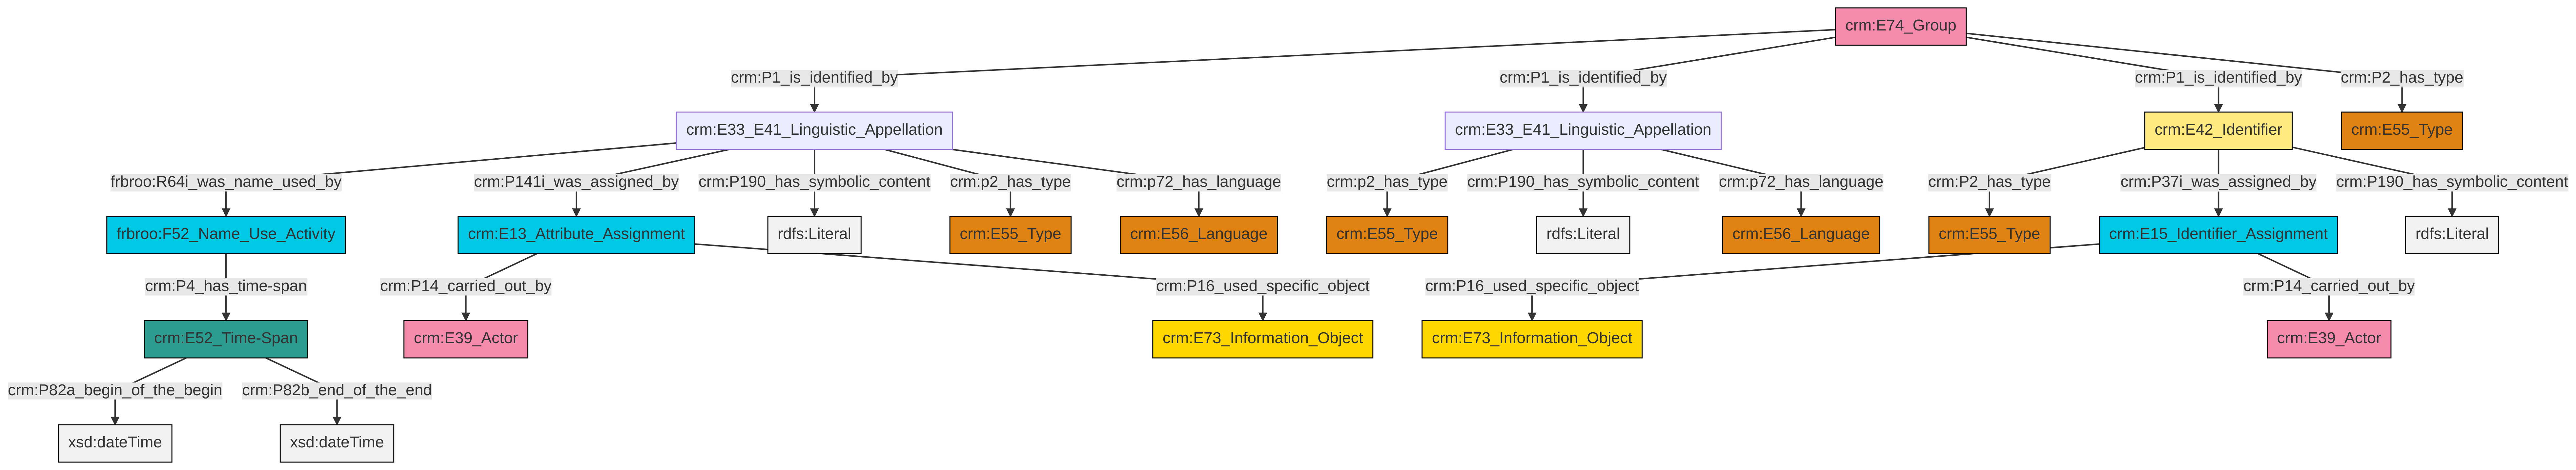 crm:E74_Group
crm:P1_is_identified_by
crm:P1_is_identified_by
crm:P1_is_identified_by
crm:P2_has_type
crm:E33_E41_Linguistic_Appellation
crm:E33_E41_Linguistic_Appellation
crm:E42_Identifier
crm:E55_Type
frbroo:R64i_was_name_used_by
crm:P141i_was_assigned_by
crm:P190_has_symbolic_content
crm:p2_has_type
crm:p72_has_language
crm:p2_has_type
crm:P190_has_symbolic_content
crm:p72_has_language
crm:P2_has_type
crm:P37i_was_assigned_by
crm:P190_has_symbolic_content
frbroo:F52_Name_Use_Activity
crm:E13_Attribute_Assignment
rdfs:Literal
crm:E55_Type
crm:E56_Language
crm:E55_Type
rdfs:Literal
crm:E56_Language
crm:E55_Type
crm:E15_Identifier_Assignment
rdfs:Literal
crm:P4_has_time-span
crm:P14_carried_out_by
crm:P16_used_specific_object
crm:P16_used_specific_object
crm:P14_carried_out_by
crm:E52_Time-Span
crm:E39_Actor
crm:E73_Information_Object
crm:E73_Information_Object
crm:E39_Actor
crm:P82a_begin_of_the_begin
crm:P82b_end_of_the_end
xsd:dateTime
xsd:dateTime